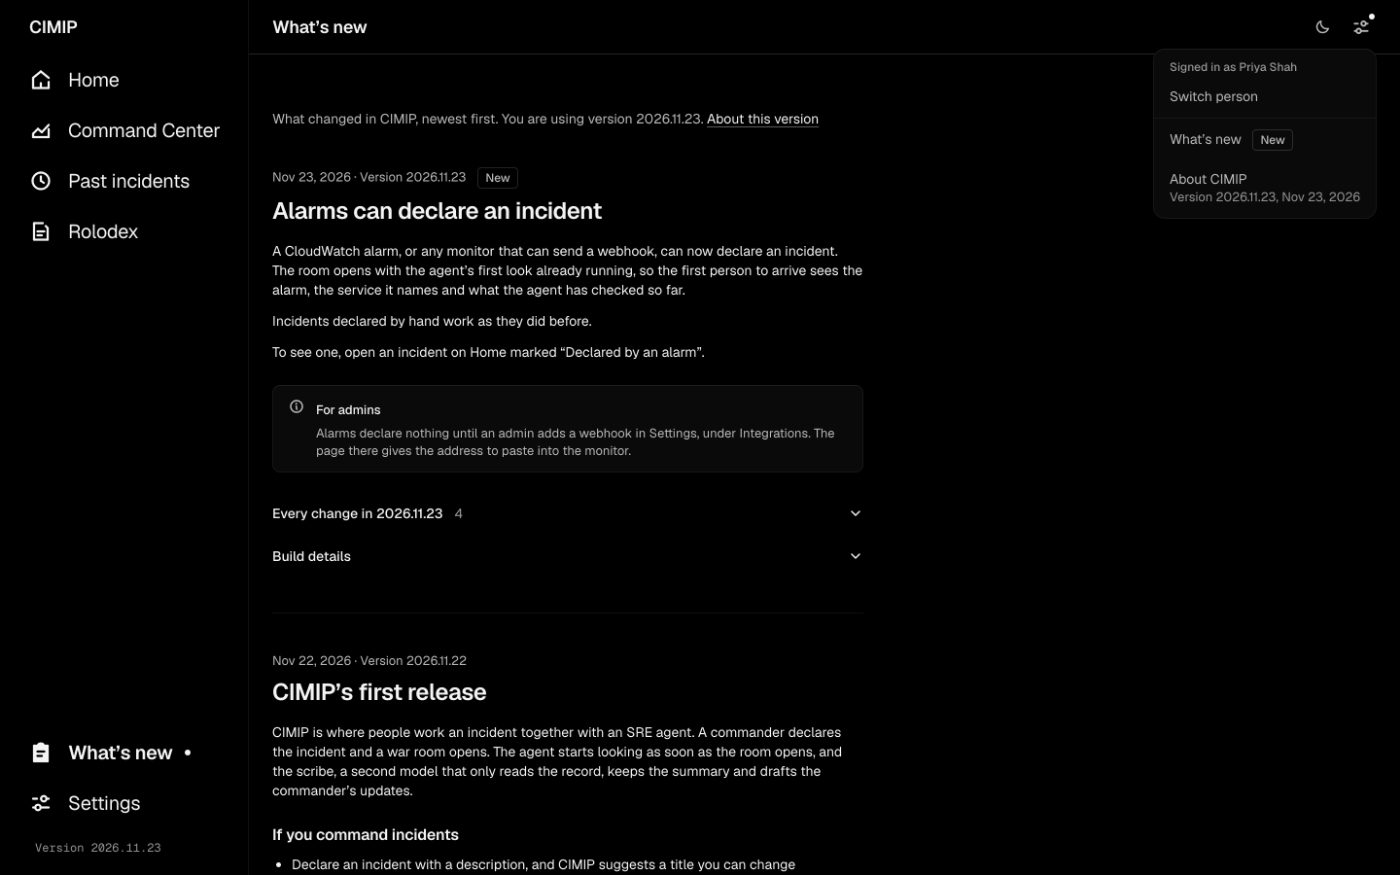 CIMIP
Home
Command Center
Past incidents
Rolodex
What’s new
Settings
Version 2026.11.23
What’s new
Signed in as Priya Shah
Switch person
What’s new New
About CIMIP
Version 2026.11.23, Nov 23, 2026
What changed in CIMIP, newest first. You are using version 2026.11.23. About this version
Nov 23, 2026 · Version 2026.11.23 New
Alarms can declare an incident
A CloudWatch alarm, or any monitor that can send a webhook, can now declare an incident.
The room opens with the agent’s first look already running, so the first person to arrive sees the
alarm, the service it names and what the agent has checked so far.
Incidents declared by hand work as they did before.
To see one, open an incident on Home marked “Declared by an alarm”.
For admins
Alarms declare nothing until an admin adds a webhook in Settings, under Integrations. The
page there gives the address to paste into the monitor.
Every change in 2026.11.23 4
Build details
Nov 22, 2026 · Version 2026.11.22
CIMIP’s first release
CIMIP is where people work an incident together with an SRE agent. A commander declares
the incident and a war room opens. The agent starts looking as soon as the room opens, and
the scribe, a second model that only reads the record, keeps the summary and drafts the
commander’s updates.
If you command incidents
• Declare an incident with a description, and CIMIP suggests a title you can change